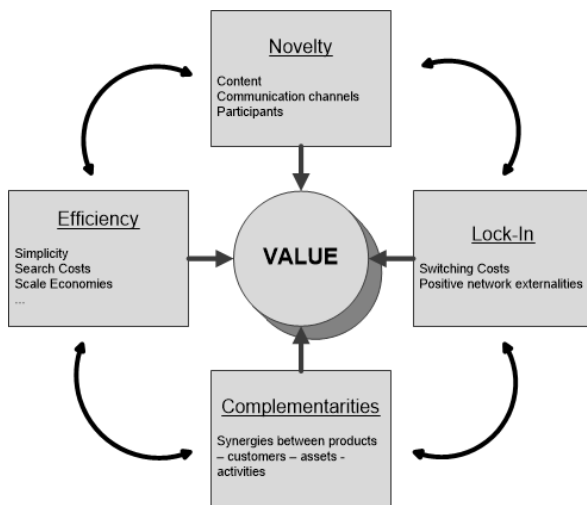 Novelty
Content
Communication channels
Participants
Efficiency
Simplicity
Search Costs
Scale Economies
...
VALUE
Lock-In
Switching Costs
Positive network externalities
Complementarities
Synergies between products
– customers – assets -
activities